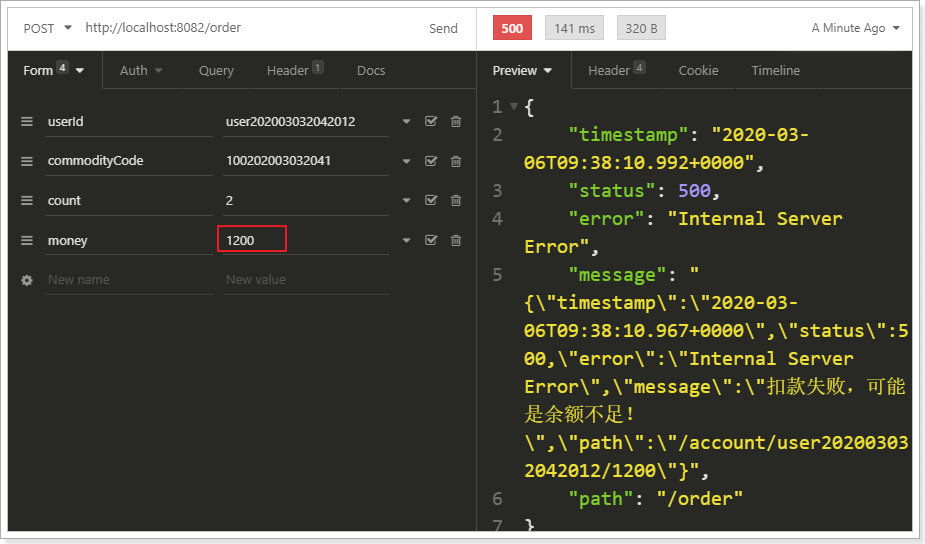 POST http://localhost:8082/order Send 500 141 ms 320 B A Minute Ago
Form 4 Auth Query Header 1 Docs Preview Header 4 Cookie Timeline
userId user202003032042012
commodityCode 100202003032041
count 2
money 1200
New name New value
1 {
2 "timestamp": "2020-03-
06T09:38:10.992+0000",
3 "status": 500,
4 "error": "Internal Server
Error",
5 "message": "
{\"timestamp\":\"2020-03-
06T09:38:10.967+0000\",\"status\":5
00,\"error\":\"Internal Server
Error\",\"message\":\"扣款失败，可能
是余额不足！
\",\"path\":\"/account/user20200303
2042012/1200\"}",
6 "path": "/order"
7 }